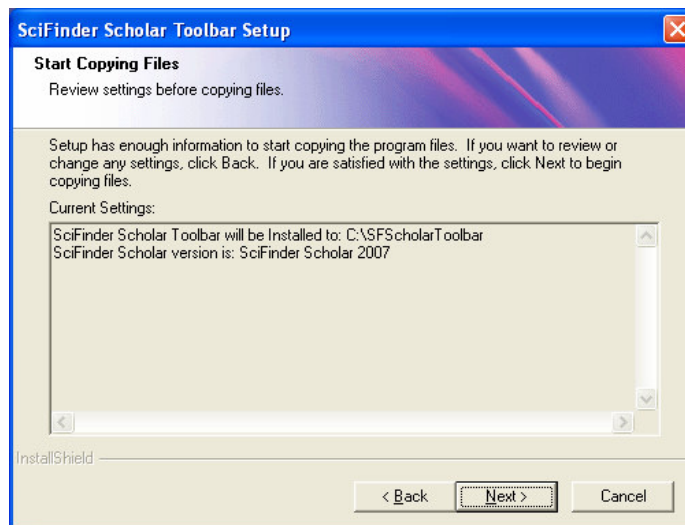 SciFinder Scholar Toolbar Setup
Start Copying Files
Review settings before copying files.
Setup has enough information to start copying the program files.  If you want to review or
change any settings, click Back.  If you are satisfied with the settings, click Next to begin
copying files.
Current Settings:
SciFinder Scholar Toolbar will be Installed to: C:\SFScholarToolbar
SciFinder Scholar version is: SciFinder Scholar 2007
InstallShield
< Back
Next >
Cancel